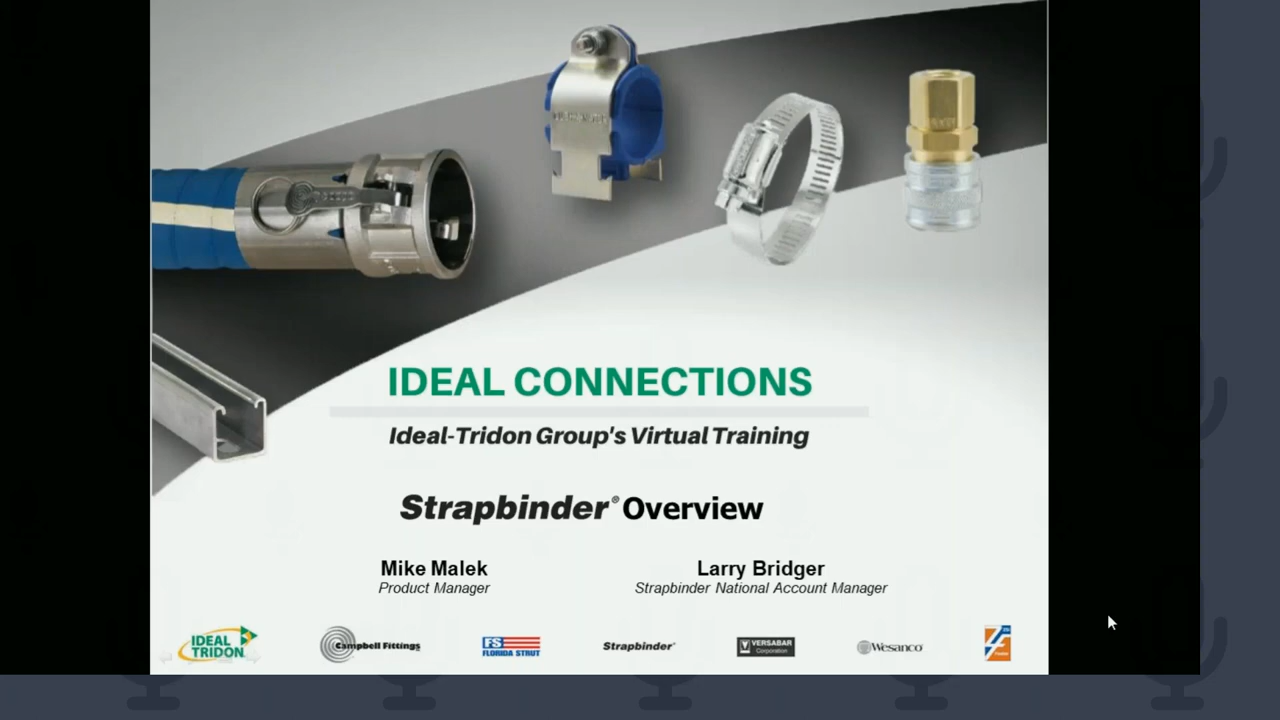 IDEAL CONNECTIONS
Ideal-Tridon Group's Virtual Training
Strapbinder® Overview
Mike Malek
Product Manager
Larry Bridger
Strapbinder National Account Manager
IDEAL
TRIDON
Campbell Fittings
FS
FLORIDA STRUT
Strapbinder®
V VERSABAR
Corporation
Wesanco